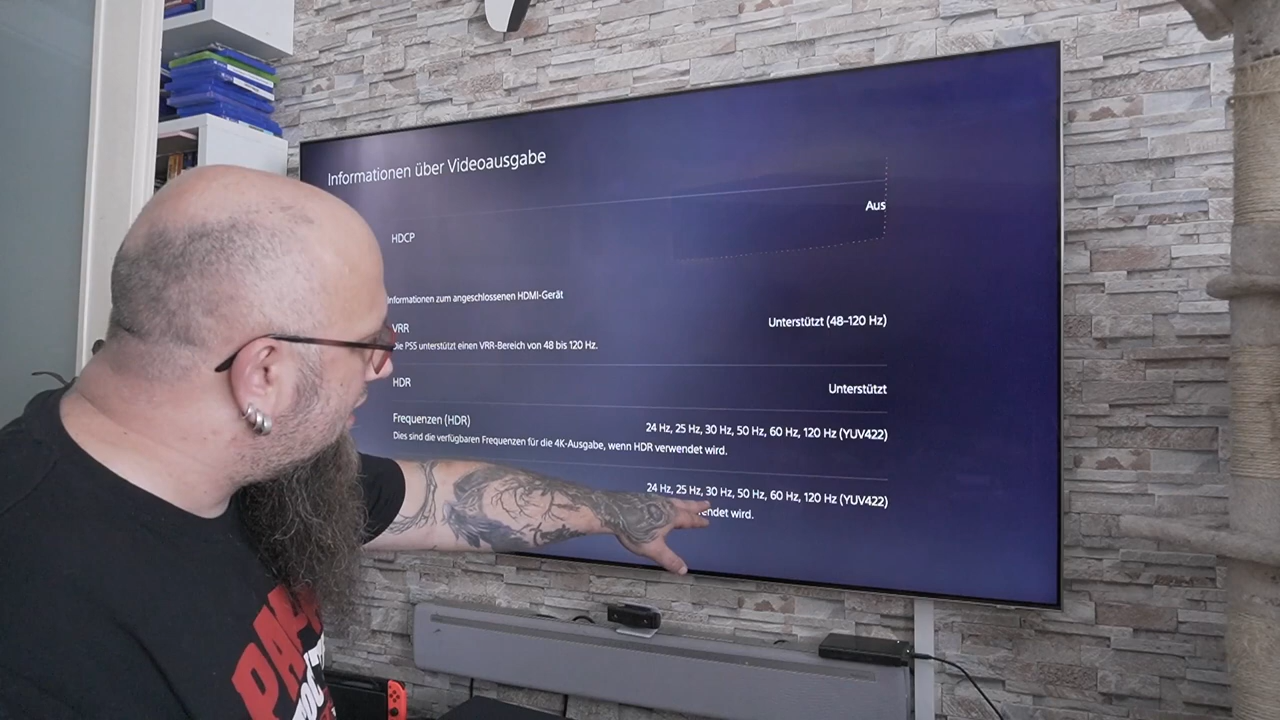 Informationen über Videoausgabe
Aus
HDCP
Informationen zum angeschlossenen HDMI-Gerät
VRR
Unterstützt (48–120 Hz)
Die PS5 unterstützt einen VRR-Bereich von 48 bis 120 Hz.
HDR
Unterstützt
Frequenzen (HDR)
24 Hz, 25 Hz, 30 Hz, 50 Hz, 60 Hz, 120 Hz (YUV422)
Dies sind die verfügbaren Frequenzen für die 4K-Ausgabe, wenn HDR verwendet wird.
24 Hz, 25 Hz, 30 Hz, 50 Hz, 60 Hz, 120 Hz (YUV422)
wird.